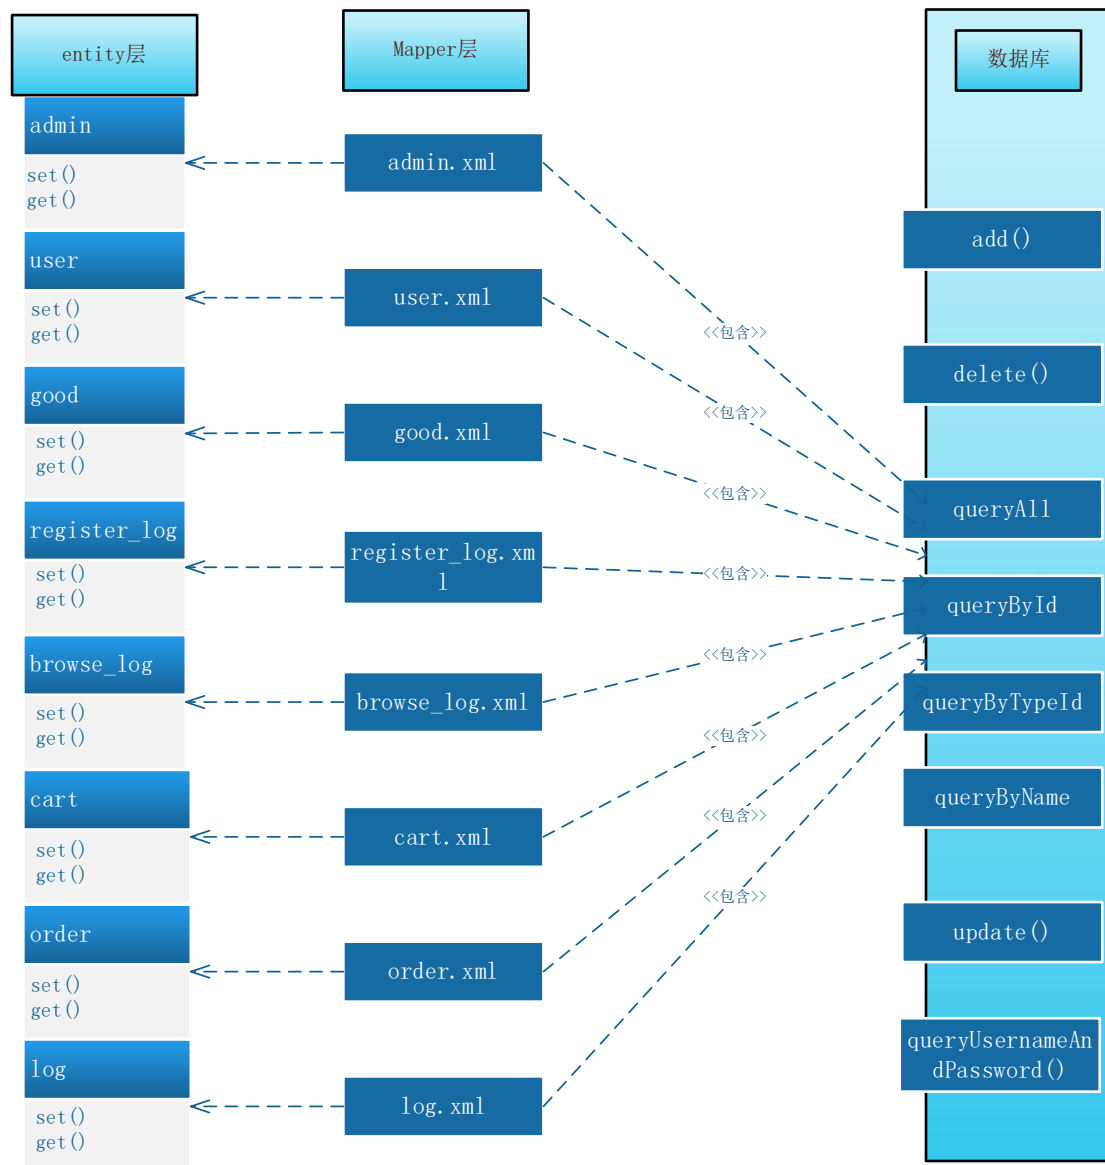 entity层
admin
set()
get()
user
set()
get()
good
set()
get()
register_log
set()
get()
browse_log
set()
get()
cart
set()
get()
order
set()
get()
log
set()
get()
Mapper层
admin.xml
user.xml
good.xml
register_log.xm
l
browse_log.xml
cart.xml
order.xml
log.xml
<<包含>>
<<包含>>
<<包含>>
<<包含>>
<<包含>>
<<包含>>
<<包含>>
<<包含>>
数据库
add()
delete()
queryAll
queryById
queryByTypeId
queryByName
update()
queryUsernameAn
dPassword()